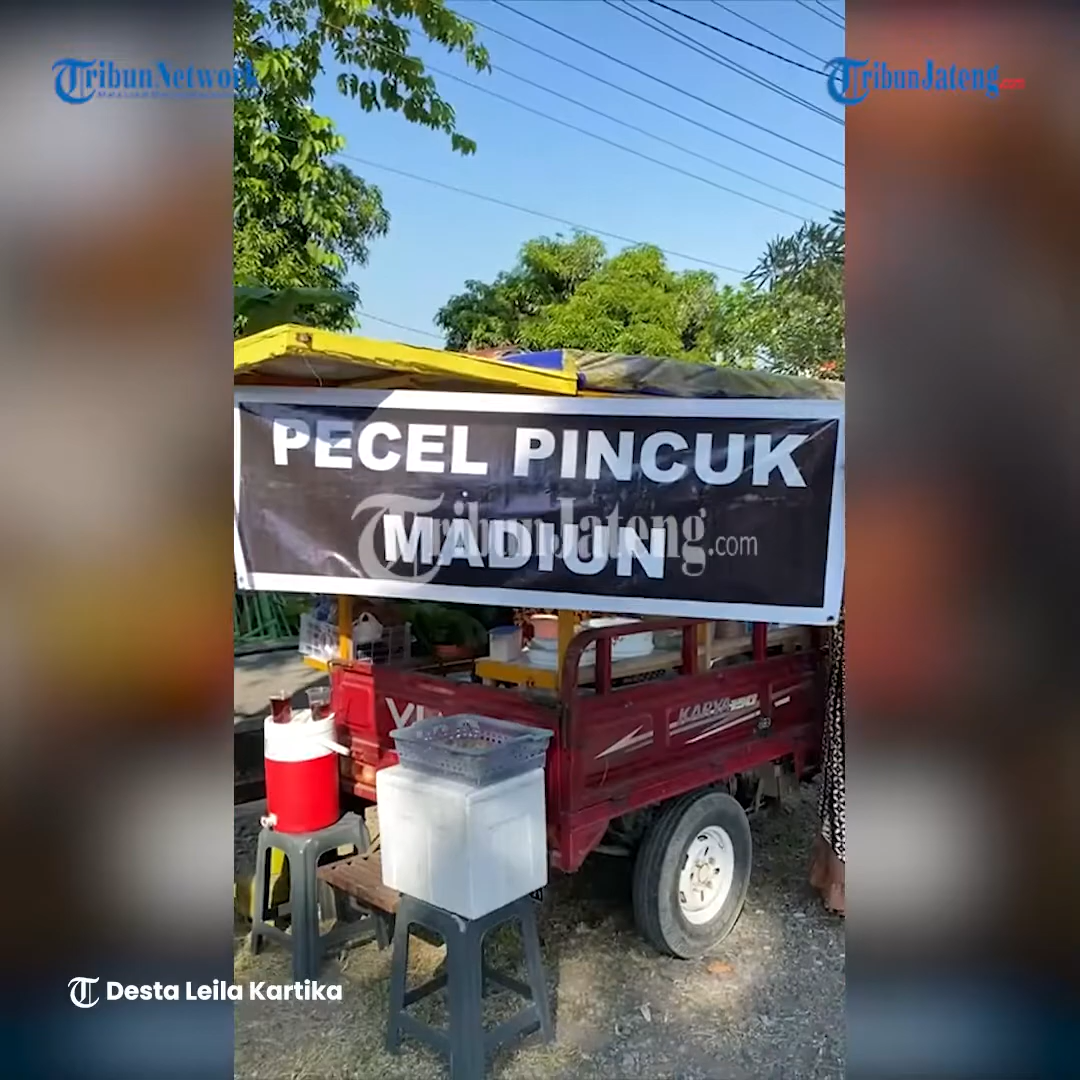 TribunNetwork
TribunJateng.com
PECEL PINCUK
MADIUN
TribunJateng.com
KARYA
Desta Leila Kartika